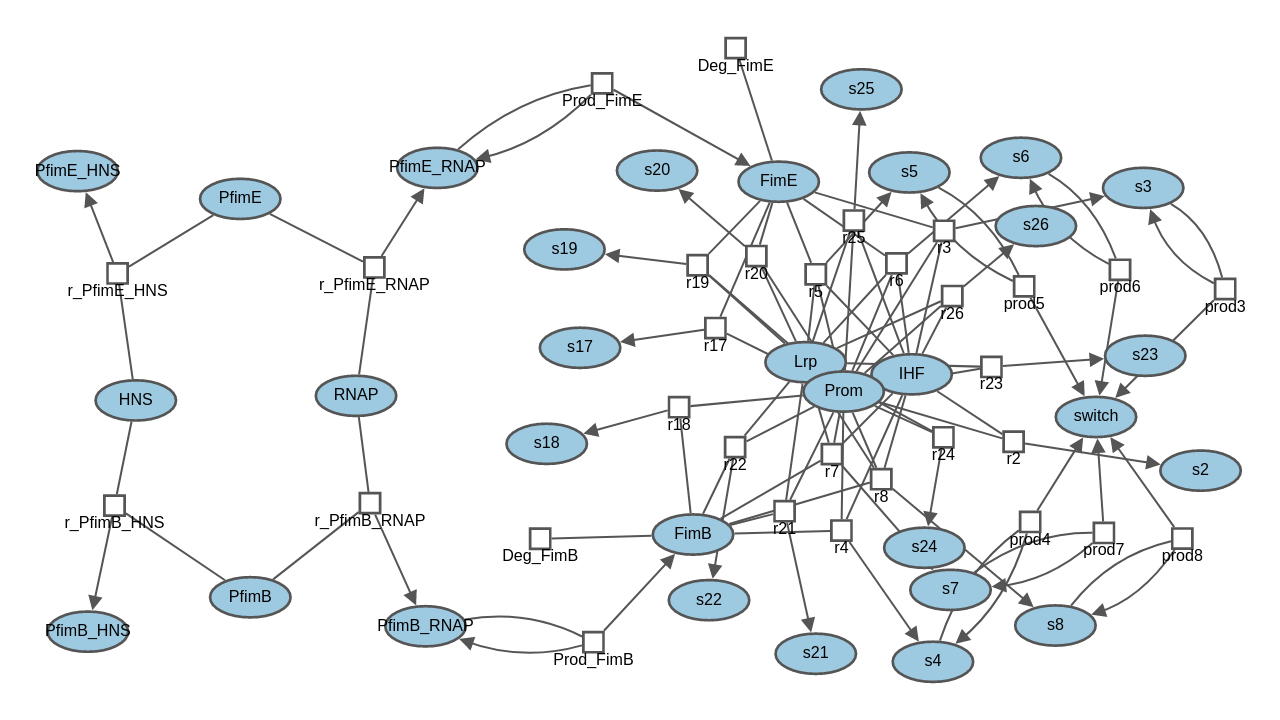 Deg_FimE
s25
Prod_FimE
s6
PfimE_HNS
PfimE_RNAP
s20
FimE
s5
s3
PfimE
s26
r25
r3
s19
r20
r19
r5
r6
r_PfimE_HNS
r_PfimE_RNAP
prod5
prod6
prod3
r26
s17
r17
Lrp
IHF
r23
s23
Prom
HNS
RNAP
switch
s18
r18
r22
r7
r24
r2
s2
r8
r_PfimB_HNS
r_PfimB_RNAP
FimB
r21
r4
Deg_FimB
s24
prod4
prod7
prod8
PfimB
s22
s7
PfimB_HNS
PfimB_RNAP
Prod_FimB
s21
s4
s8